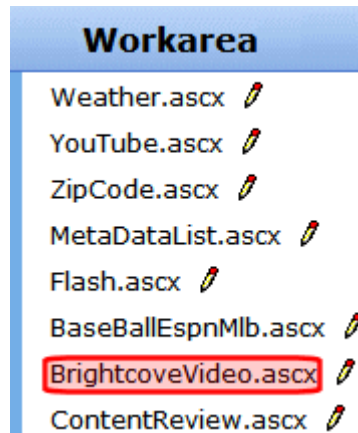 Workarea
Weather.ascx
YouTube.ascx
ZipCode.ascx
MetaDataList.ascx
Flash.ascx
BaseBallEspnMlb.ascx
BrightcoveVideo.ascx
ContentReview.ascx